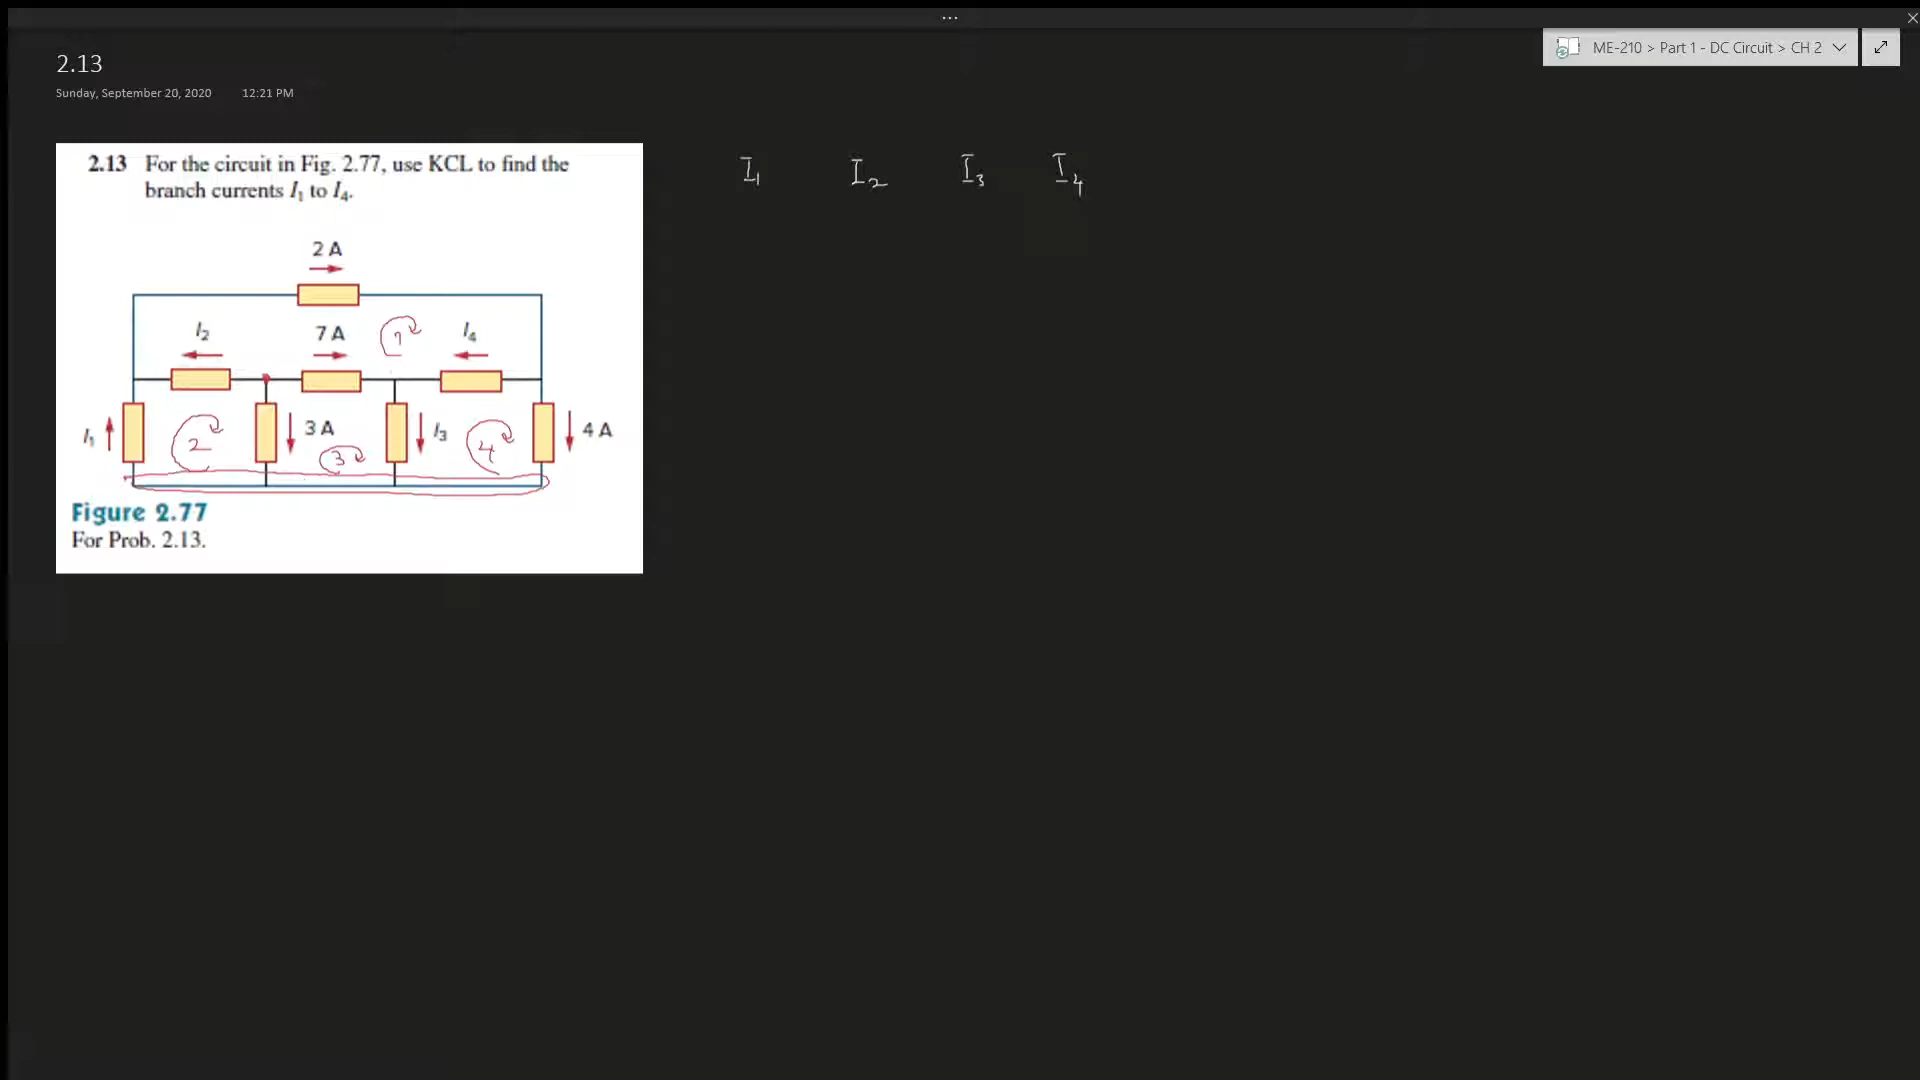 ME-210 > Part 1 - DC Circuit > CH 2
2.13
Sunday, September 20, 2020 12:21 PM
2.13 For the circuit in Fig. 2.77, use KCL to find the
branch currents I₁ to I₄.
I₁ I₂ I₃ I₄
2 A
I₂ 7 A 1 I₄
I₁ 2 3 A 3 I₃ 4 4 A
Figure 2.77
For Prob. 2.13.